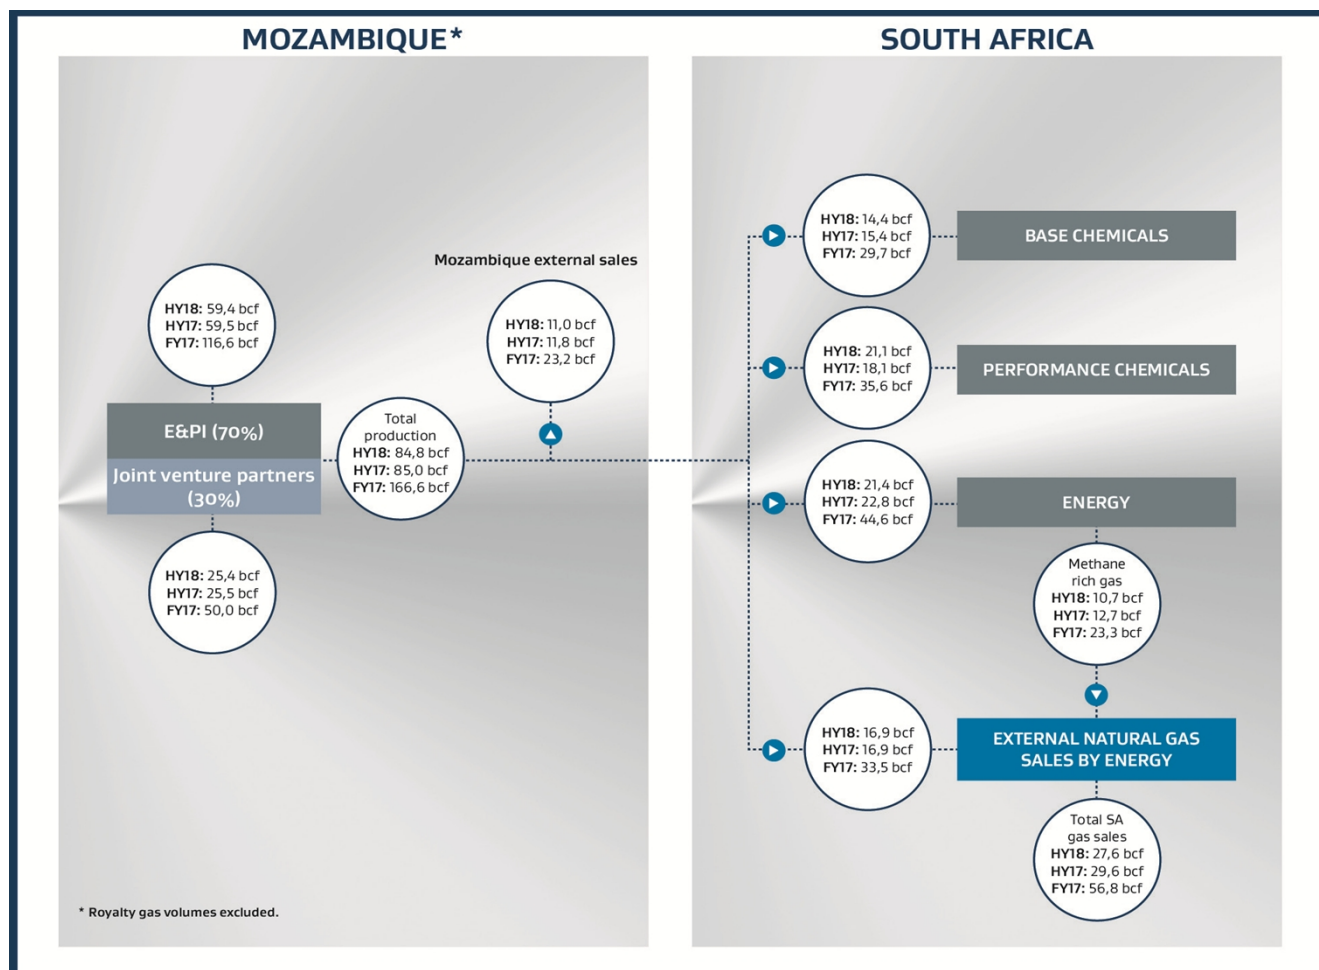 MOZAMBIQUE*
HY18: 59,4 bcf
HY17: 59,5 bcf
FY17: 116,6 bcf
E&PI (70%)
Joint venture partners
(30%)
HY18: 25,4 bcf
HY17: 25,5 bcf
FY17: 50,0 bcf
Total
production
HY18: 84,8 bcf
HY17: 85,0 bcf
FY17: 166,6 bcf
Mozambique external sales
HY18: 11,0 bcf
HY17: 11,8 bcf
FY17: 23,2 bcf
* Royalty gas volumes excluded.
SOUTH AFRICA
HY18: 14,4 bcf
HY17: 15,4 bcf
FY17: 29,7 bcf
BASE CHEMICALS
HY18: 21,1 bcf
HY17: 18,1 bcf
FY17: 35,6 bcf
PERFORMANCE CHEMICALS
HY18: 21,4 bcf
HY17: 22,8 bcf
FY17: 44,6 bcf
ENERGY
Methane
rich gas
HY18: 10,7 bcf
HY17: 12,7 bcf
FY17: 23,3 bcf
HY18: 16,9 bcf
HY17: 16,9 bcf
FY17: 33,5 bcf
EXTERNAL NATURAL GAS
SALES BY ENERGY
Total SA
gas sales
HY18: 27,6 bcf
HY17: 29,6 bcf
FY17: 56,8 bcf